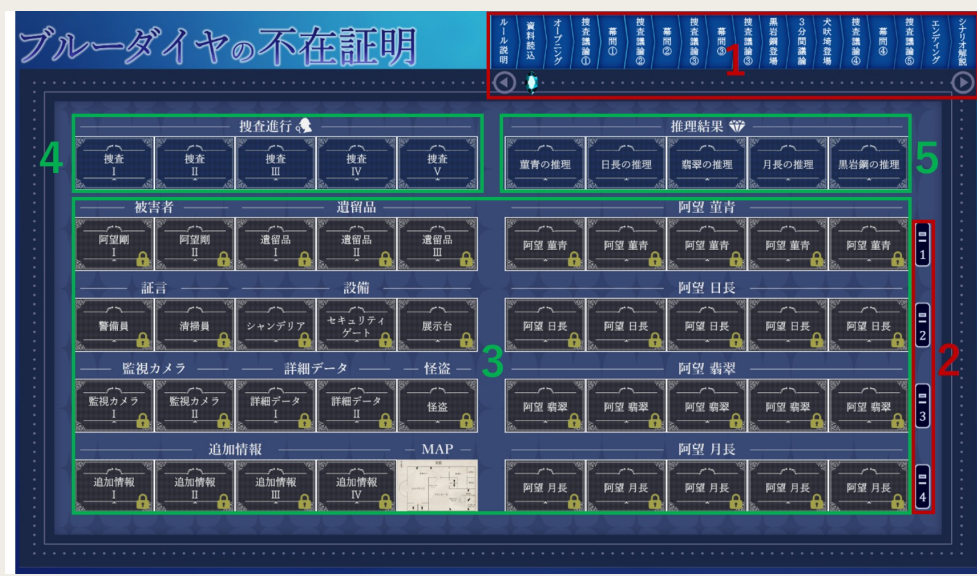 ブルーダイヤの不在証明
ルール説明
資料読込
オープニング
捜査議論①
幕間①
捜査議論②
幕間②
捜査議論③
幕間③
捜査議論③
黒岩鋼登場
3分間議論
犬吠埼登場
捜査議論④
幕間④
捜査議論⑤
エンディング
シナリオ解説
1
4
捜査進行
捜査 Ⅰ
捜査 Ⅱ
捜査 Ⅲ
捜査 Ⅳ
捜査 Ⅴ
推理結果
菫青の推理
日長の推理
翡翠の推理
月長の推理
黒岩鋼の推理
5
被害者
遺留品
阿望剛 Ⅰ
阿望剛 Ⅱ
遺留品 Ⅰ
遺留品 Ⅱ
遺留品 Ⅲ
阿望 菫青
阿望 菫青
阿望 菫青
阿望 菫青
阿望 菫青
阿望 菫青
1
証言
設備
警備員
清掃員
シャンデリア
セキュリティ
ゲート
展示台
阿望 日長
阿望 日長
阿望 日長
阿望 日長
阿望 日長
阿望 日長
2
3
2
監視カメラ
詳細データ
怪盗
監視カメラ Ⅰ
監視カメラ Ⅱ
詳細データ Ⅰ
詳細データ Ⅱ
怪盗
阿望 翡翠
阿望 翡翠
阿望 翡翠
阿望 翡翠
阿望 翡翠
阿望 翡翠
3
追加情報
MAP
追加情報 Ⅰ
追加情報 Ⅱ
追加情報 Ⅲ
追加情報 Ⅳ
阿望 月長
阿望 月長
阿望 月長
阿望 月長
阿望 月長
阿望 月長
4